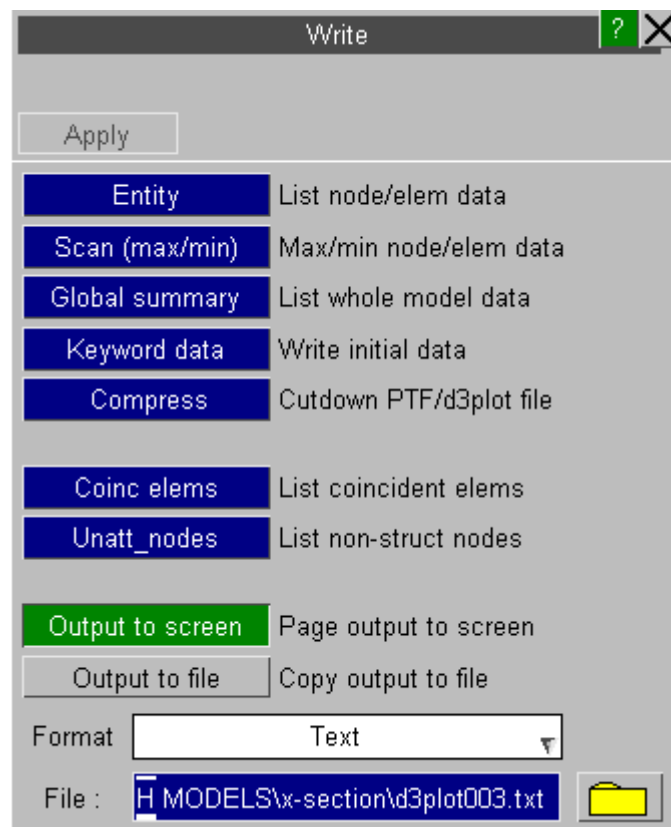 Write ?
Apply
Entity List node/elem data
Scan (max/min) Max/min node/elem data
Global summary List whole model data
Keyword data Write initial data
Compress Cutdown PTF/d3plot file
Coinc elems List coincident elems
Unatt_nodes List non-struct nodes
Output to screen Page output to screen
Output to file Copy output to file
Format Text
File : H MODELS\x-section\d3plot003.txt